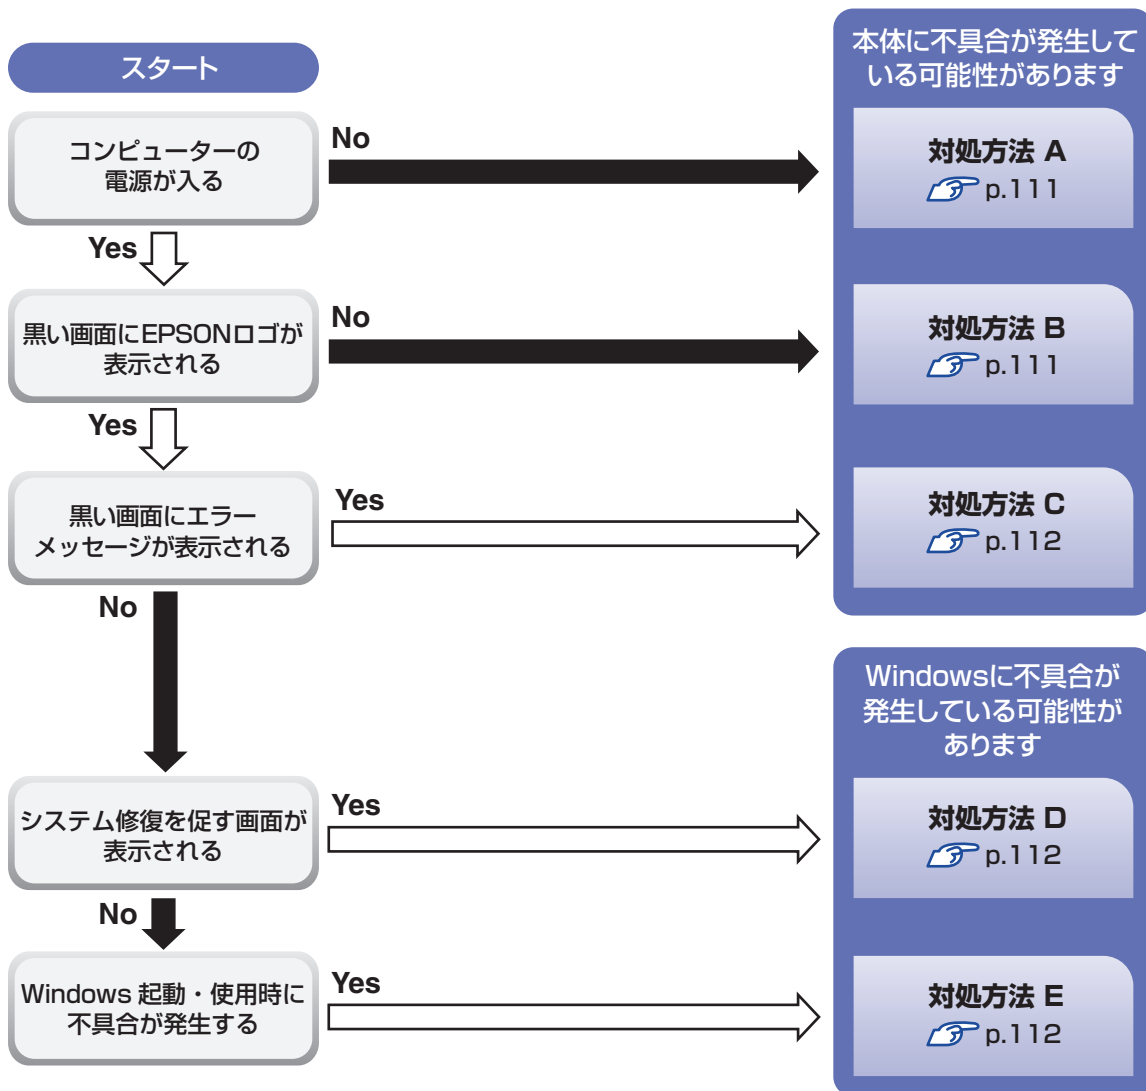 スタート
コンピューターの
電源が入る
No
Yes
黒い画面にEPSONロゴが
表示される
No
Yes
黒い画面にエラー
メッセージが表示される
Yes
No
システム修復を促す画面が
表示される
Yes
No
Windows 起動・使用時に
不具合が発生する
Yes
本体に不具合が発生して
いる可能性があります
対処方法 A
p.111
対処方法 B
p.111
対処方法 C
p.112
Windowsに不具合が
発生している可能性が
あります
対処方法 D
p.112
対処方法 E
p.112